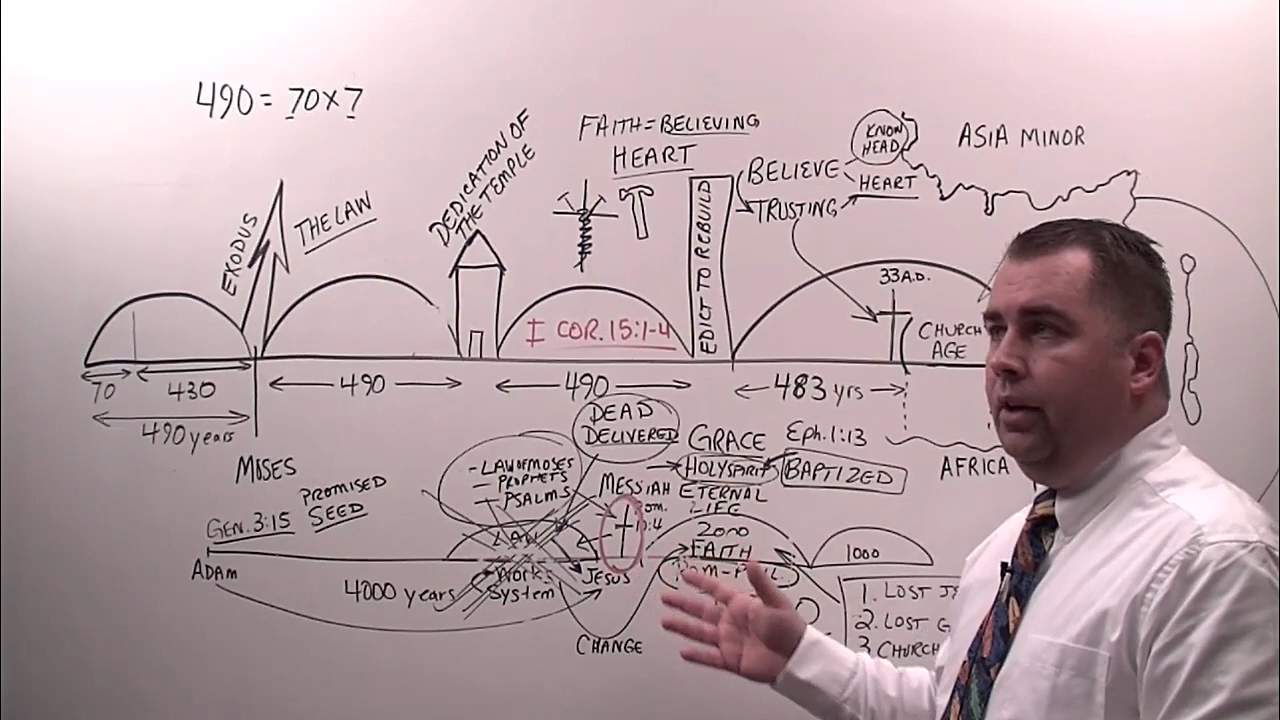 490 = 70x7
FAITH = BELIEVING
HEART
KNOW
HEAD
ASIA MINOR
BELIEVE
HEART
TRUSTING
DEDICATION OF
THE TEMPLE
EXODUS
THE LAW
EDICT TO REBUILD
33 A.D.
I COR. 15:1-4
CHURCH
AGE
70
430
490
490
483 yrs
490 years
DEAD
DELIVERED
GRACE
Eph. 1:13
MOSES
- LAW OF MOSES
- PROPHETS
- PSALMS
HOLY SPIRIT
BAPTIZED
AFRICA
PROMISED
SEED
GEN. 3:15
MESSIAH
ETERNAL
LIFE
LAW
2000
FAITH
1000
ADAM
4000 years
WORKS
SYSTEM
JESUS
1. LOST
2. LOST G
3 CHURCH
CHANGE